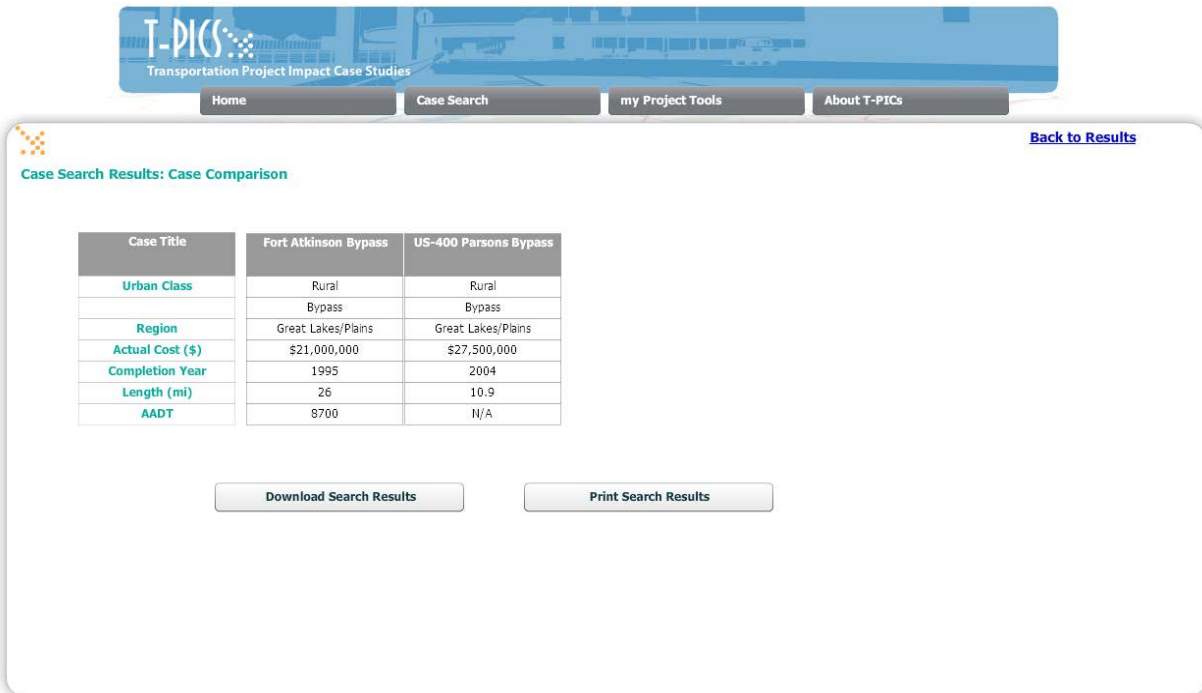 T-PICS
Transportation Project Impact Case Studies
Home Case Search my Project Tools About T-PICs
Back to Results
Case Search Results: Case Comparison
Case Title Fort Atkinson Bypass US-400 Parsons Bypass
Urban Class Rural Rural
Bypass Bypass
Region Great Lakes/Plains Great Lakes/Plains
Actual Cost ($) $21,000,000 $27,500,000
Completion Year 1995 2004
Length (mi) 26 10.9
AADT 8700 N/A
Download Search Results Print Search Results